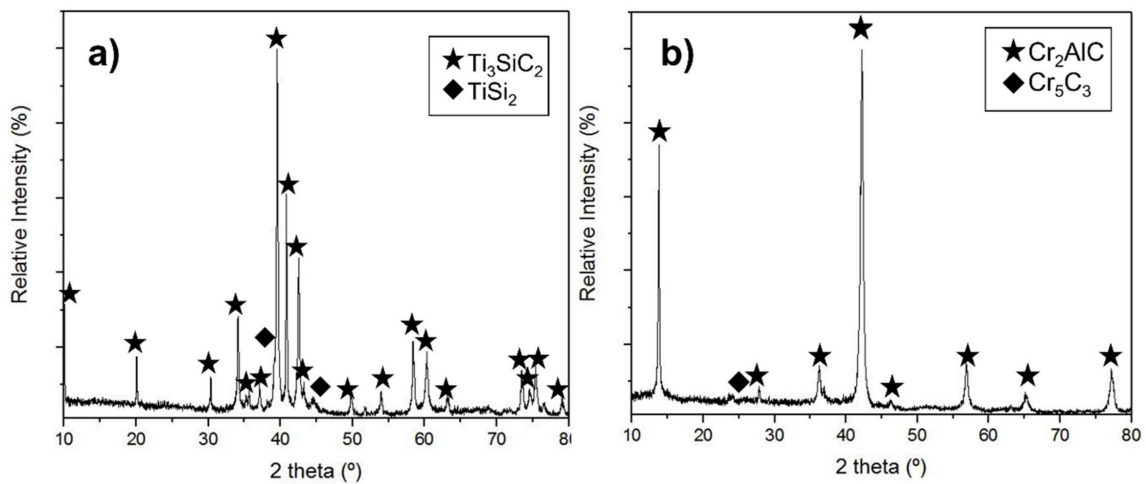 a)
★ Ti₃SiC₂
◆ TiSi₂
Relative Intensity (%)
10 20 30 40 50 60 70 80
2 theta (º)
b)
★ Cr₂AlC
◆ Cr₅C₃
Relative Intensity (%)
10 20 30 40 50 60 70 80
2 theta (º)